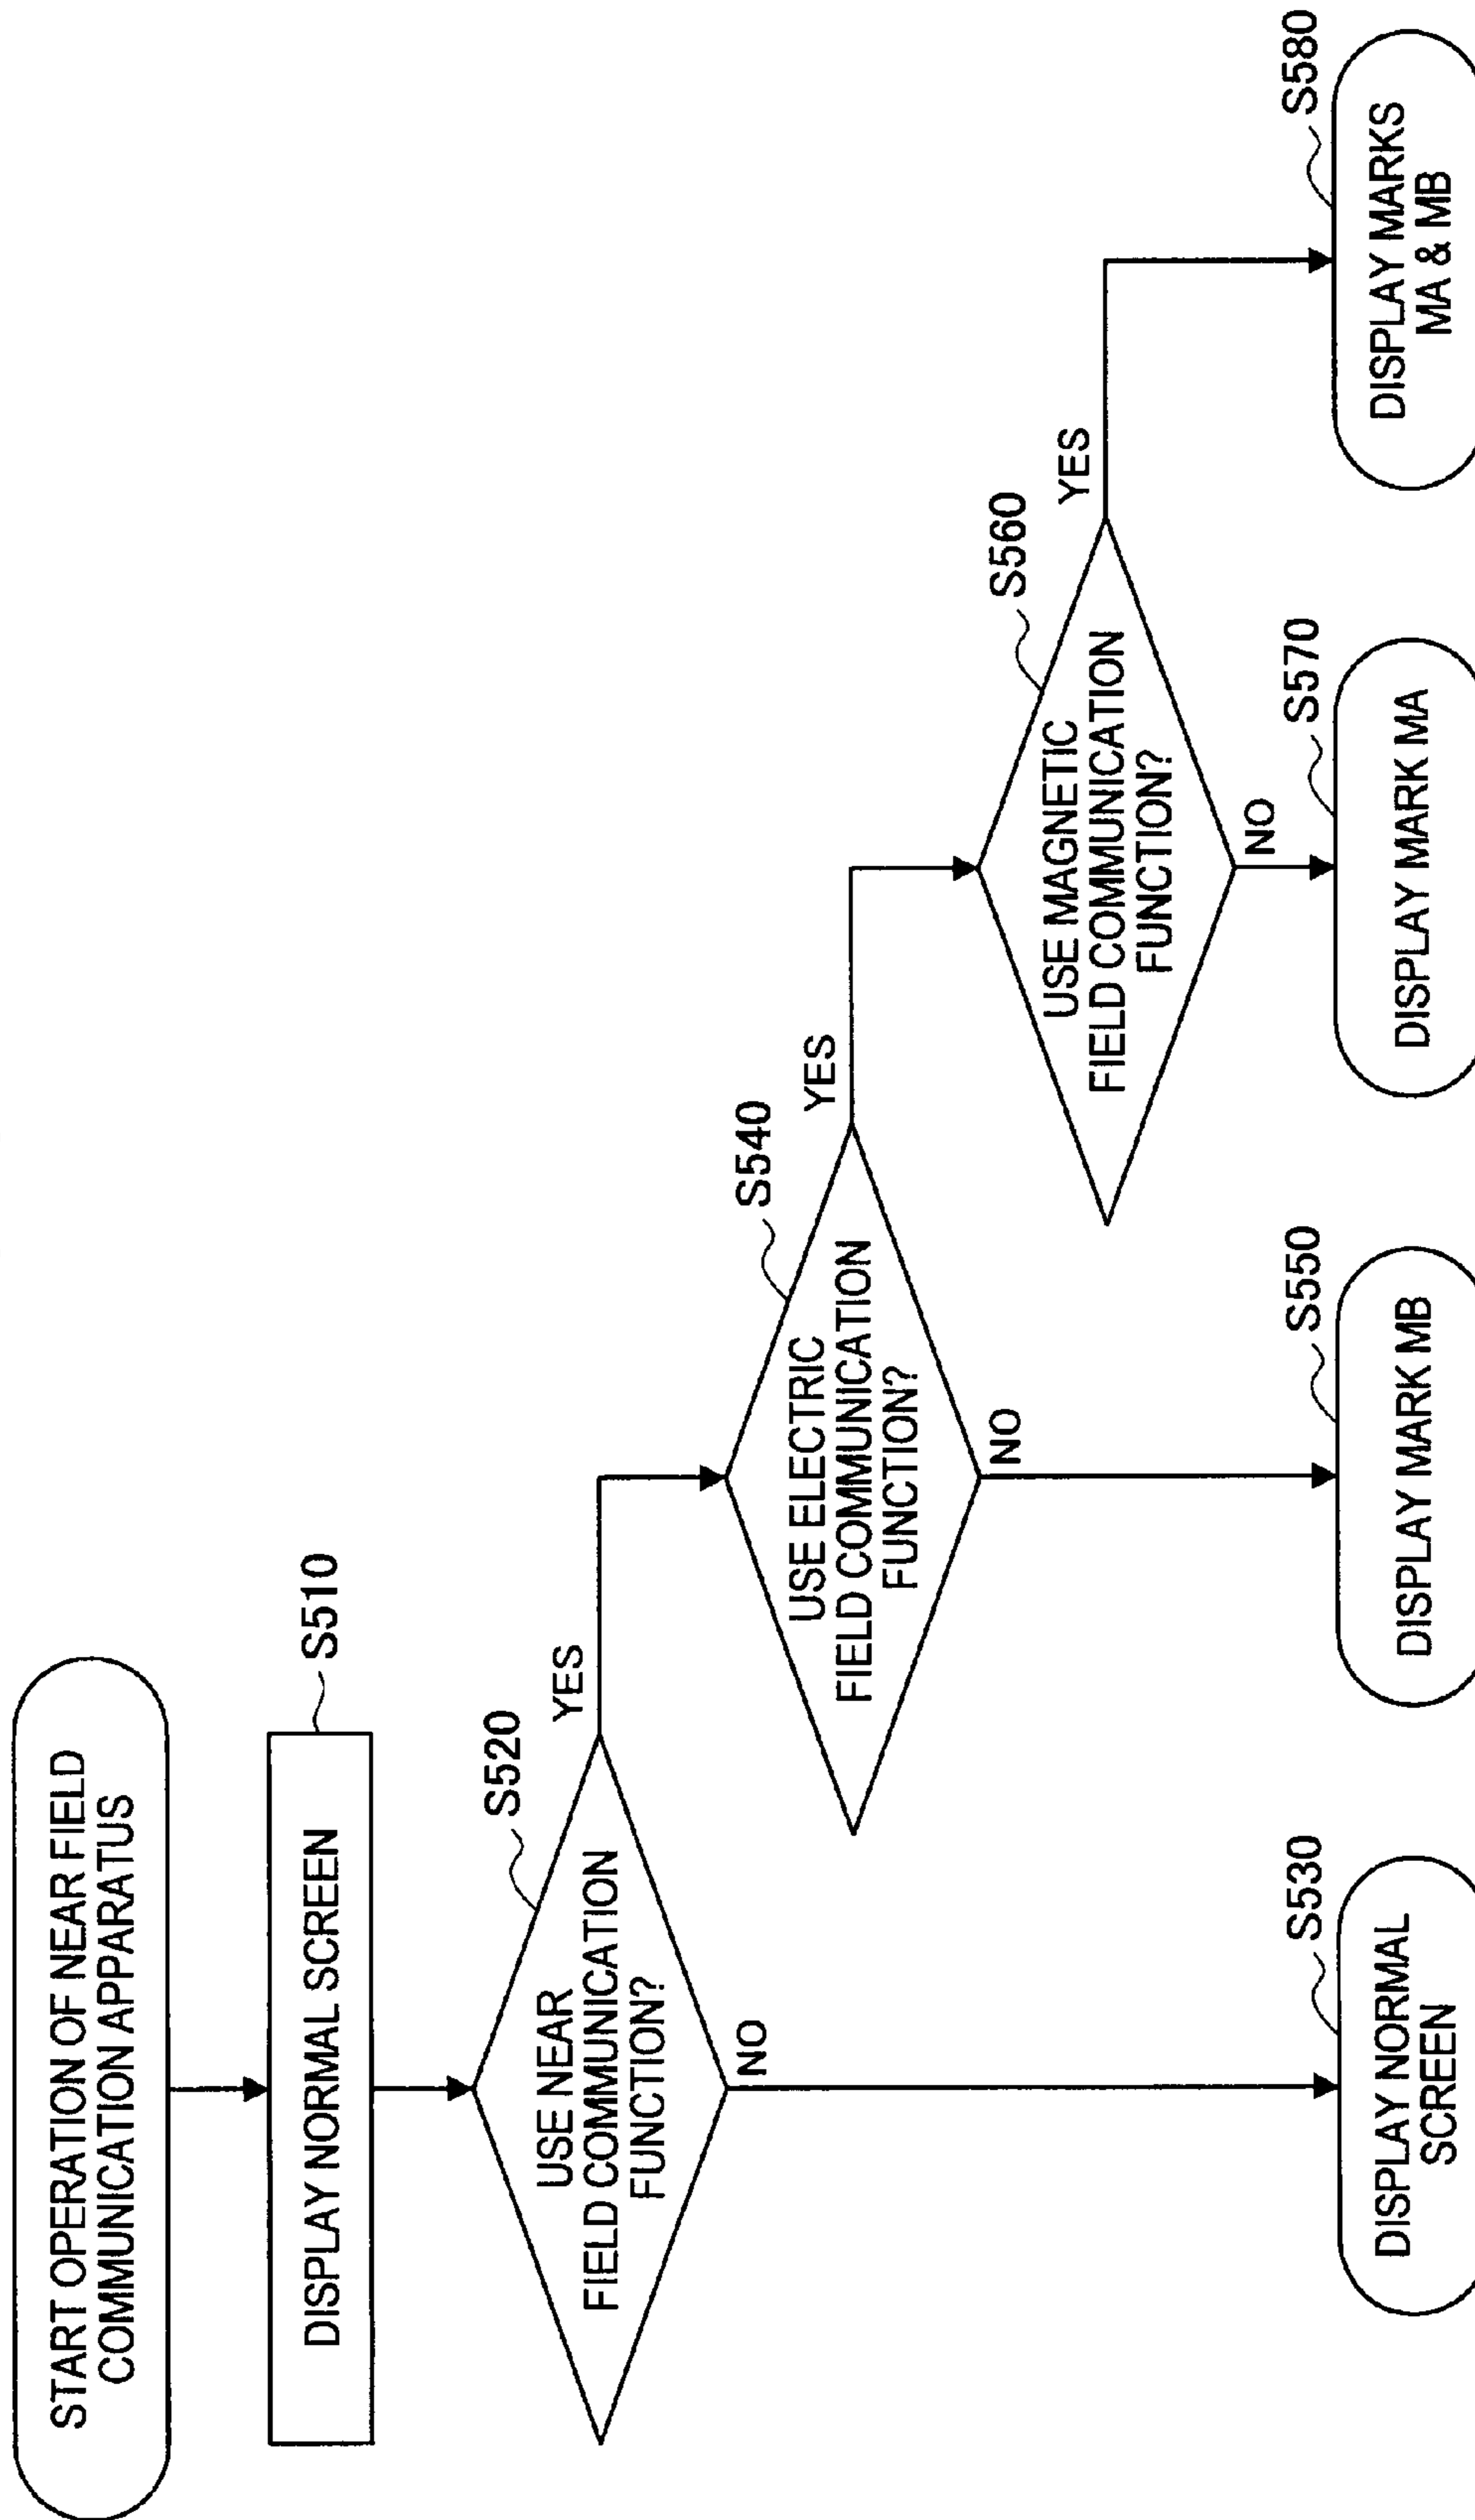 START OPERATION OF NEAR FIELD
COMMUNICATION APPARATUS
DISPLAY NORMAL SCREEN
S510
USE NEAR
FIELD COMMUNICATION
FUNCTION?
S520
YES
NO
DISPLAY NORMAL
SCREEN
S530
USE ELECTRIC
FIELD COMMUNICATION
FUNCTION?
S540
YES
NO
DISPLAY MARK MB
S550
USE MAGNETIC
FIELD COMMUNICATION
FUNCTION?
S560
YES
NO
DISPLAY MARK MA
S570
DISPLAY MARKS
MA & MB
S580